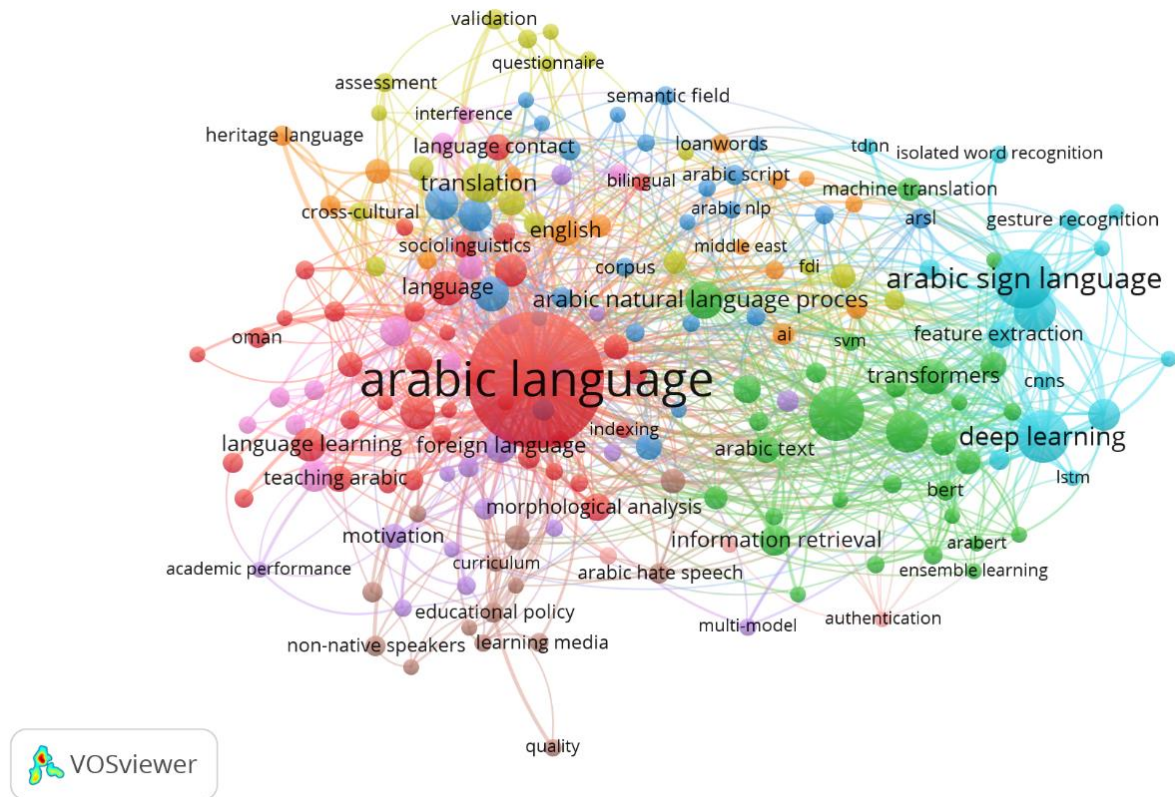 validation
questionnaire
assessment
semantic field
interference
heritage language
language contact
loanwords
tdnn
isolated word recognition
translation
bilingual
arabic script
machine translation
cross-cultural
english
arabic nlp
arsl
gesture recognition
sociolinguistics
middle east
corpus
fdi
arabic sign language
language
arabic natural language proces
oman
ai
svm
feature extraction
arabic language
transformers
cnns
indexing
language learning
foreign language
arabic text
deep learning
teaching arabic
bert
lstm
morphological analysis
motivation
information retrieval
arabert
academic performance
curriculum
arabic hate speech
ensemble learning
educational policy
multi-model
authentication
non-native speakers
learning media
quality
VOSviewer